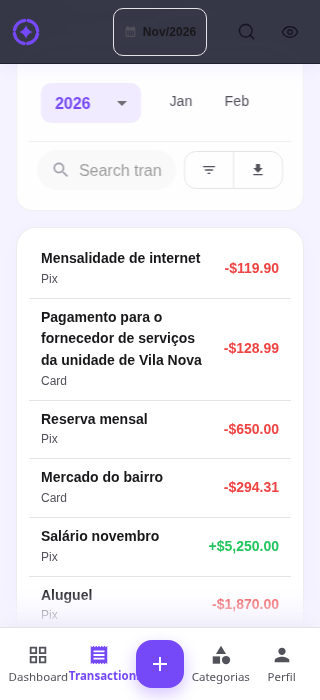 Nov/2026
2026
Jan
Feb
Search tran
Mensalidade de internet
Pix
-$119.90
Pagamento para o
fornecedor de serviços
da unidade de Vila Nova
Card
-$128.99
Reserva mensal
Pix
-$650.00
Mercado do bairro
Card
-$294.31
Salário novembro
Pix
+$5,250.00
Aluguel
Pix
-$1,870.00
Dashboard
Transaction
Categorias
Perfil